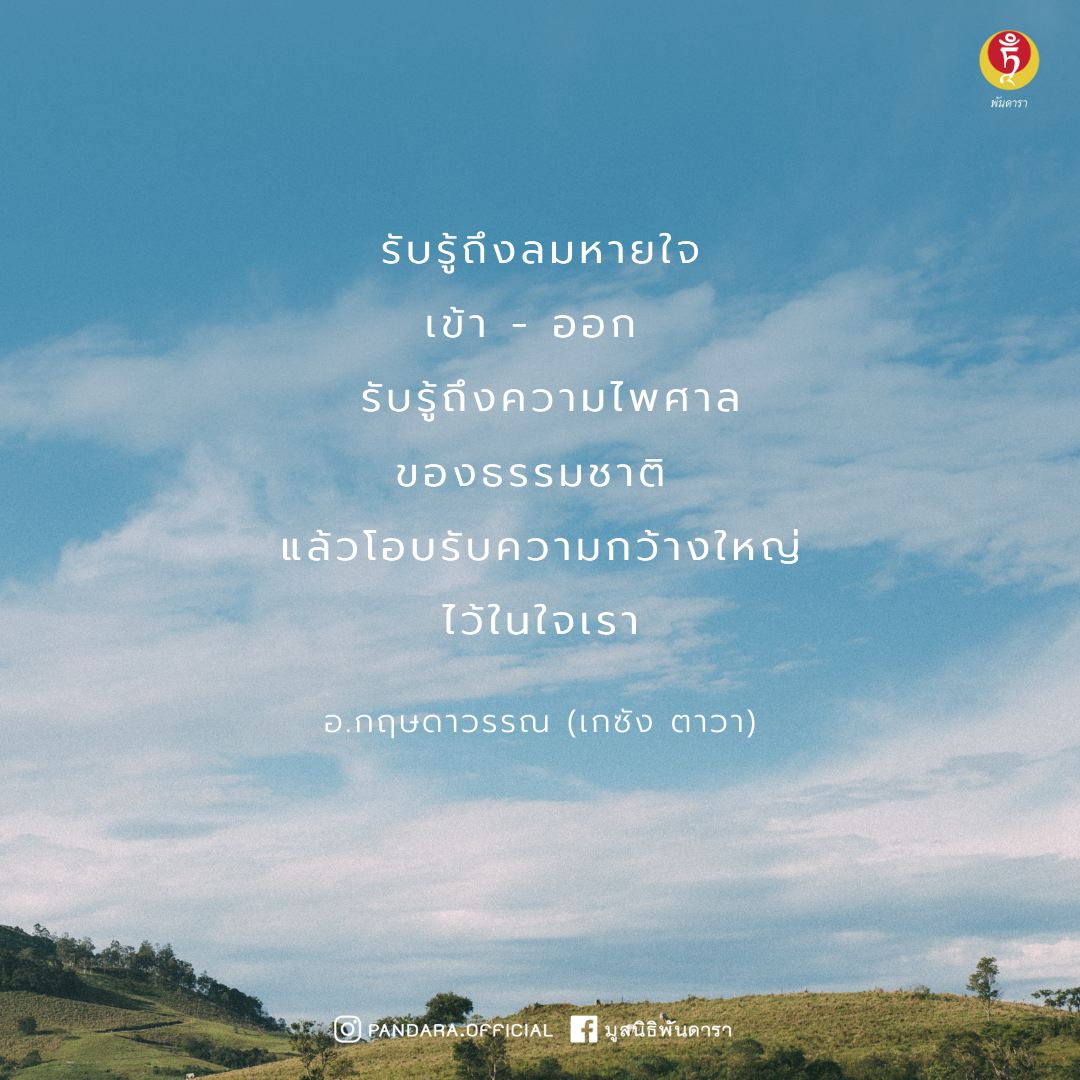 พันดารา
รับรู้ถึงลมหายใจ
เข้า - ออก
รับรู้ถึงความไพศาล
ของธรรมชาติ
แล้วโอบรับความกว้างใหญ่
ไว้ในใจเรา
อ.กฤษดาวรรณ (เกซัง ตาวา)
PANDARA.OFFICIAL มูลนิธิพันดารา